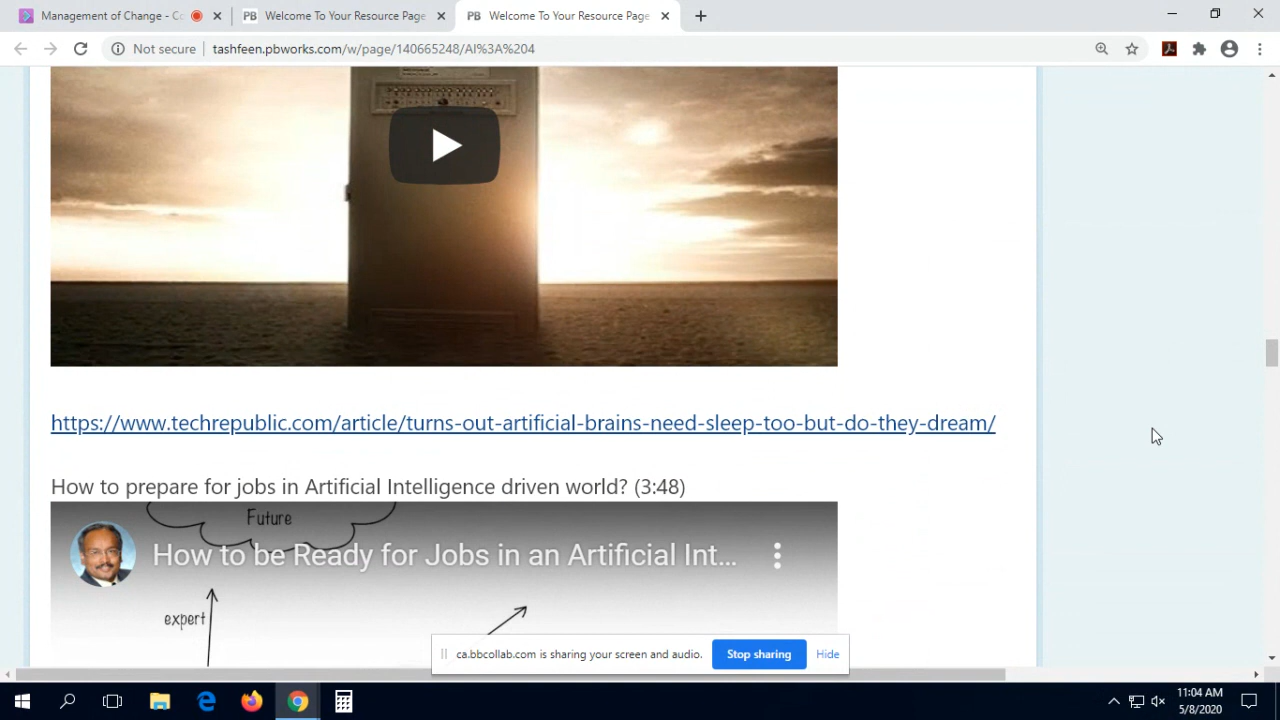 Management of Change - Co
Welcome To Your Resource Page
Welcome To Your Resource Page
Not secure
tashfeen.pbworks.com/w/page/140665248/AI%3A%204
https://www.techrepublic.com/article/turns-out-artificial-brains-need-sleep-too-but-do-they-dream/
How to prepare for jobs in Artificial Intelligence driven world? (3:48)
Future
How to be Ready for Jobs in an Artificial Int...
expert
ca.bbcollab.com is sharing your screen and audio.
Stop sharing
Hide
11:04 AM
5/8/2020